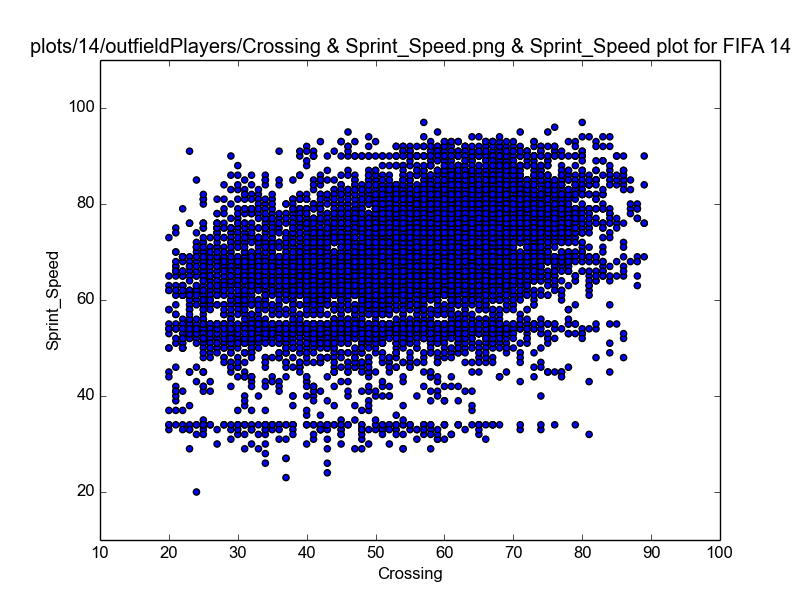 plots/14/outfieldPlayers/Crossing & Sprint_Speed.png & Sprint_Speed plot for FIFA 14
100
80
60
40
20
Sprint_Speed
10 20 30 40 50 60 70 80 90 100
Crossing